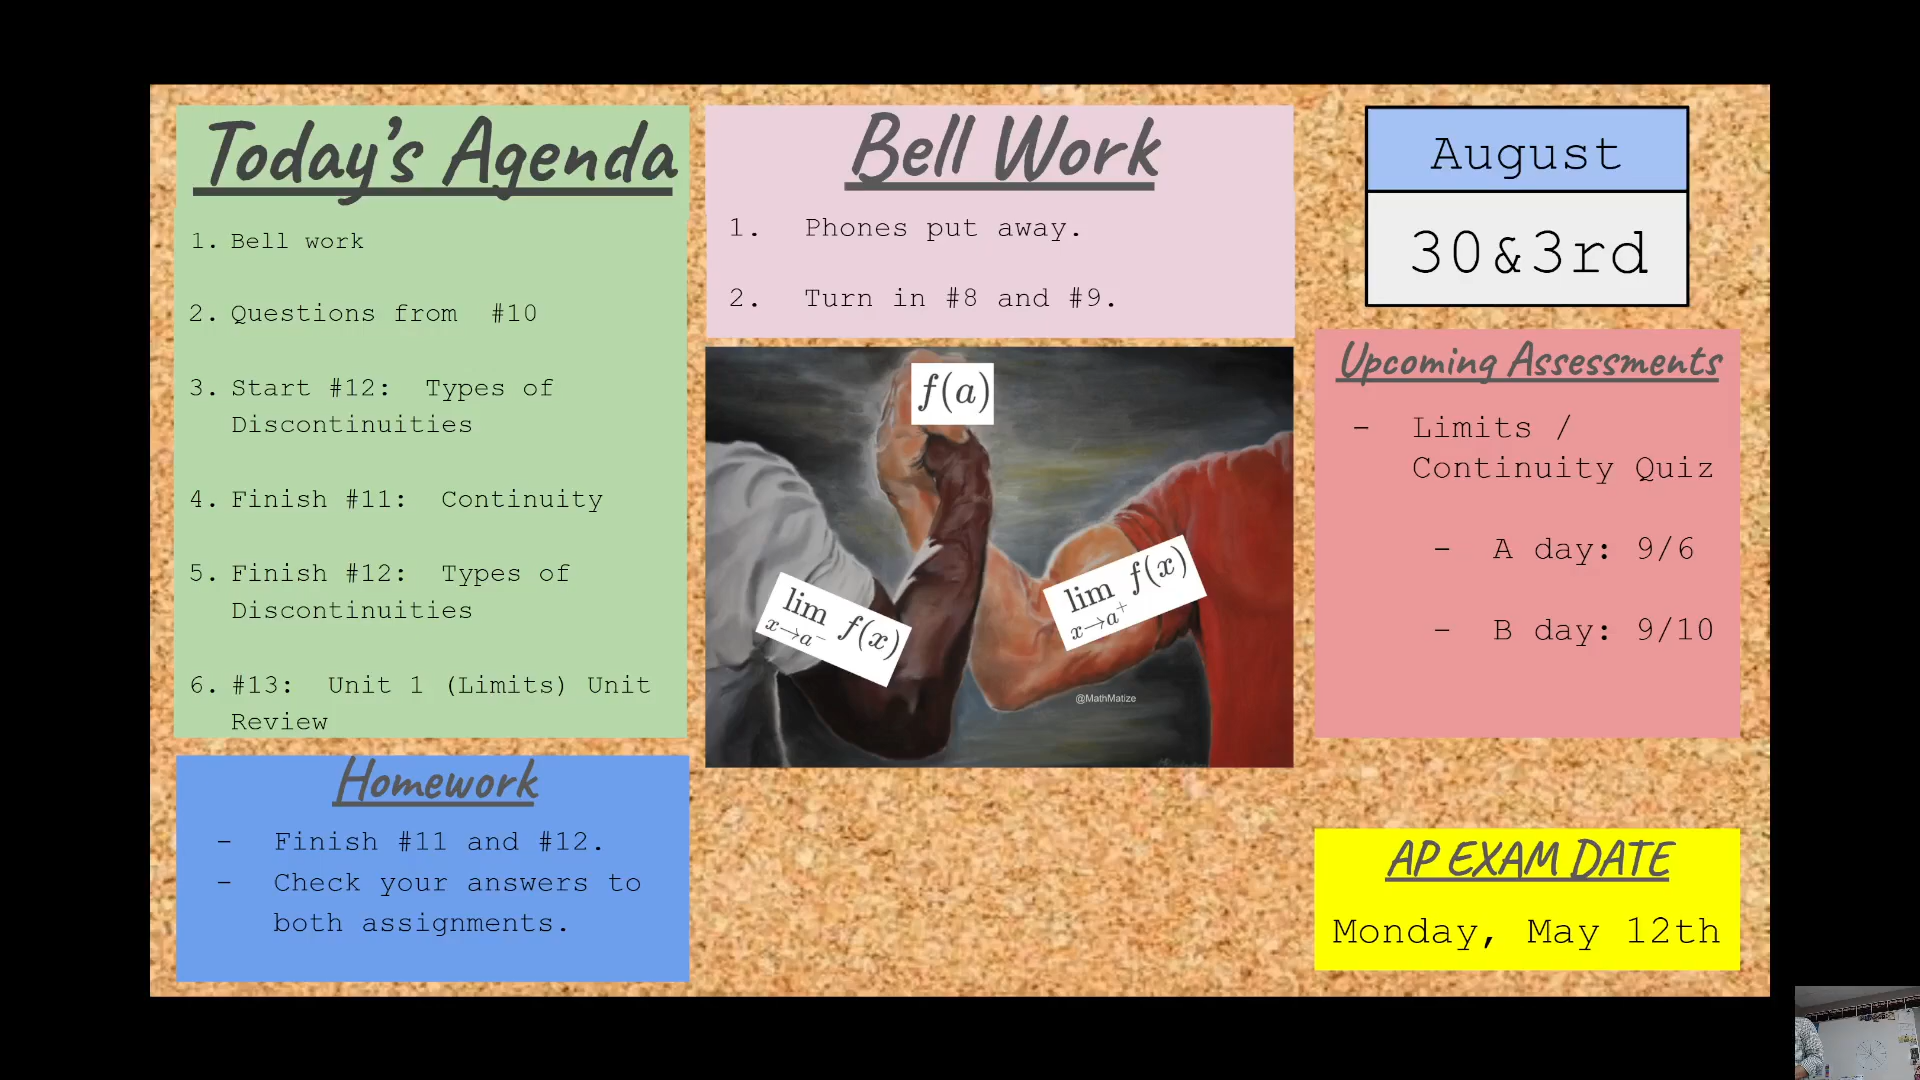 Today's Agenda
1. Bell work
2. Questions from #10
3. Start #12: Types of
Discontinuities
4. Finish #11: Continuity
5. Finish #12: Types of
Discontinuities
6. #13: Unit 1 (Limits) Unit
Review
Homework
- Finish #11 and #12.
- Check your answers to
both assignments.
Bell Work
1. Phones put away.
2. Turn in #8 and #9.
f(a)
lim f(x)
x→a⁻
lim f(x)
x→a⁺
@MathMatize
August
30&3rd
Upcoming Assessments
- Limits /
Continuity Quiz
- A day: 9/6
- B day: 9/10
AP EXAM DATE
Monday, May 12th